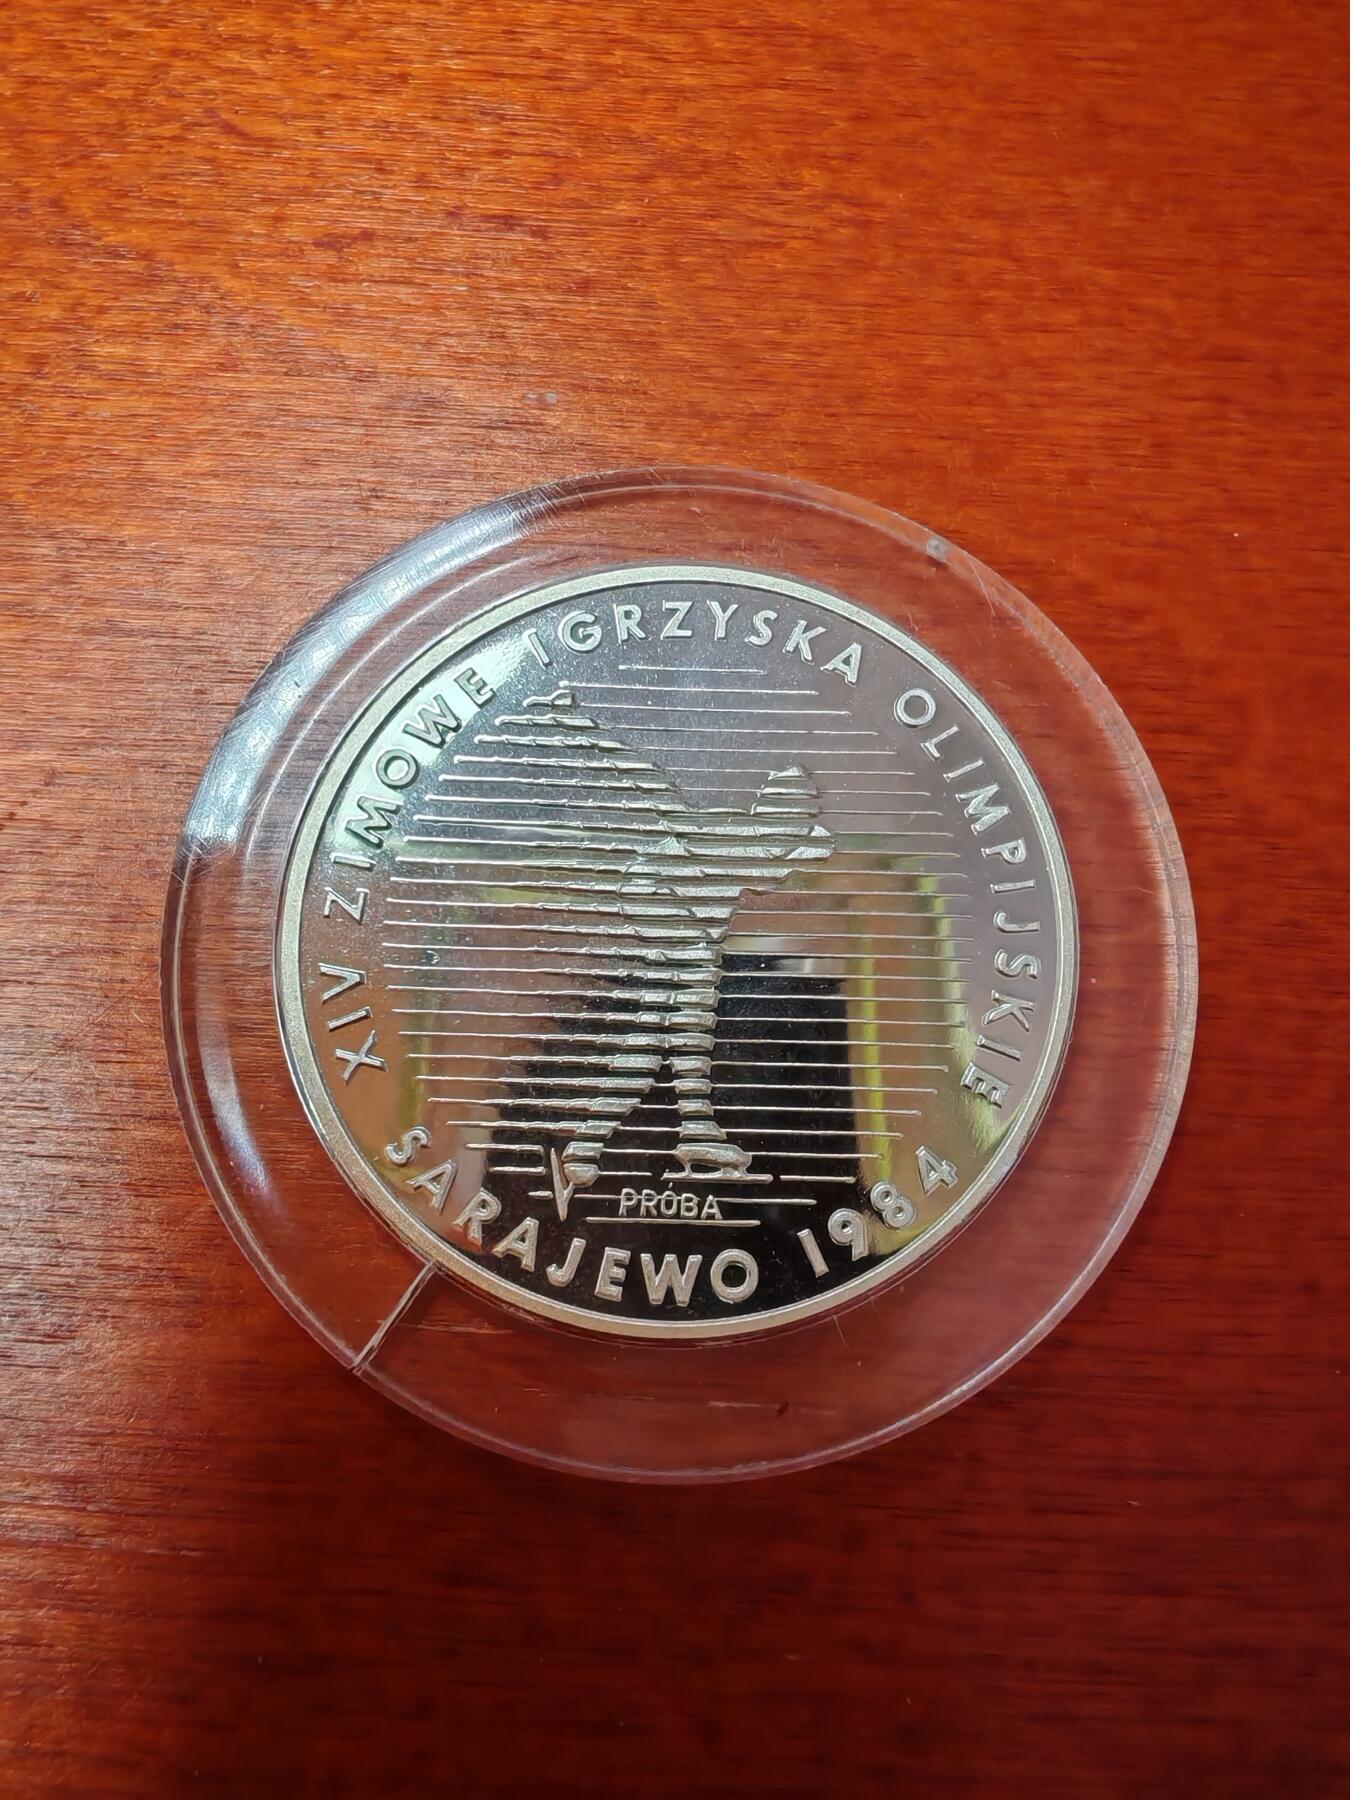 XIV ZIMOWE IGRZYSKA OLIMPIJSKIE
PRÓBA
SARAJEWO 1984